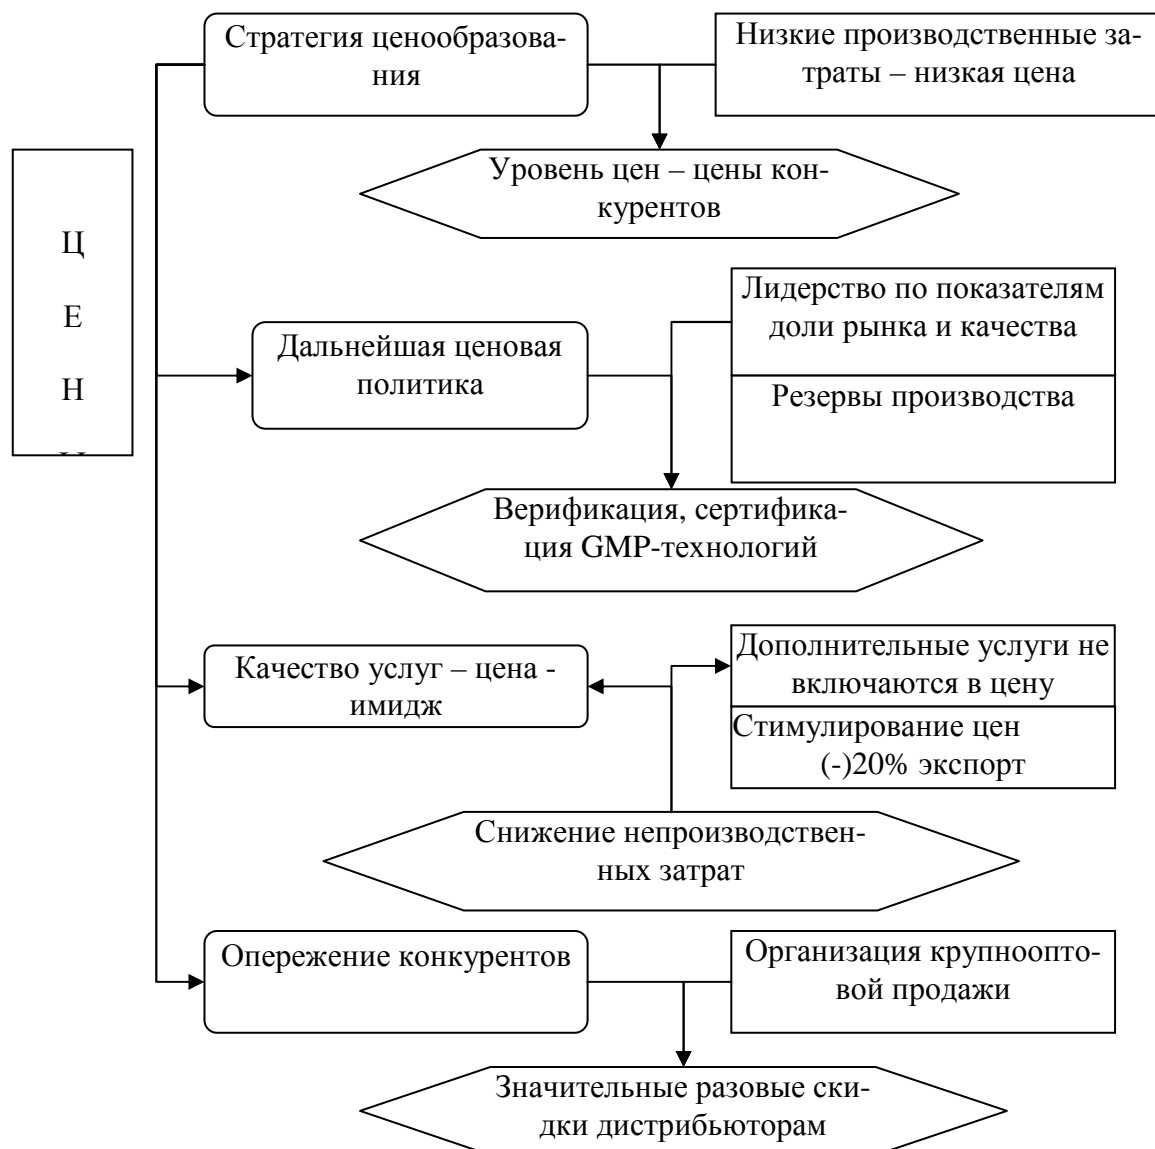 Стратегия ценообразова-
ния
Низкие производственные за-
траты – низкая цена
Уровень цен – цены кон-
курентов
Ц
Е
Н
Лидерство по показателям
доли рынка и качества
Дальнейшая ценовая
политика
Резервы производства
Верификация, сертифика-
ция GMP-технологий
Качество услуг – цена -
имидж
Дополнительные услуги не
включаются в цену
Стимулирование цен
(-)20% экспорт
Снижение непроизводствен-
ных затрат
Опережение конкурентов
Организация крупноопто-
вой продажи
Значительные разовые ски-
дки дистрибьюторам